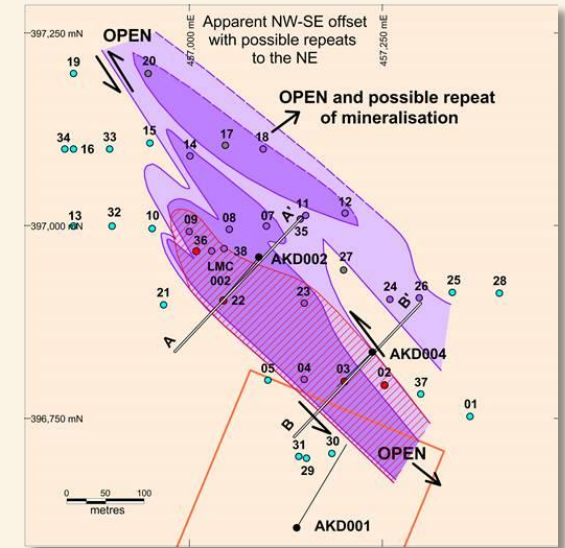 397,250 mN
OPEN
457,000 mE
Apparent NW-SE offset
with possible repeats
to the NE
457,250 mE
19
20
OPEN and possible repeat
of mineralisation
34
16
33
15
14
17
18
397,000 mN
13
32
10
09
08
07
A'
11
35
12
36
38
LMC
002
AKD002
27
21
22
23
24
B'
26
25
28
A
AKD004
05
04
03
02
37
01
396,750 mN
B
31
29
30
OPEN
0 50 100
metres
AKD001